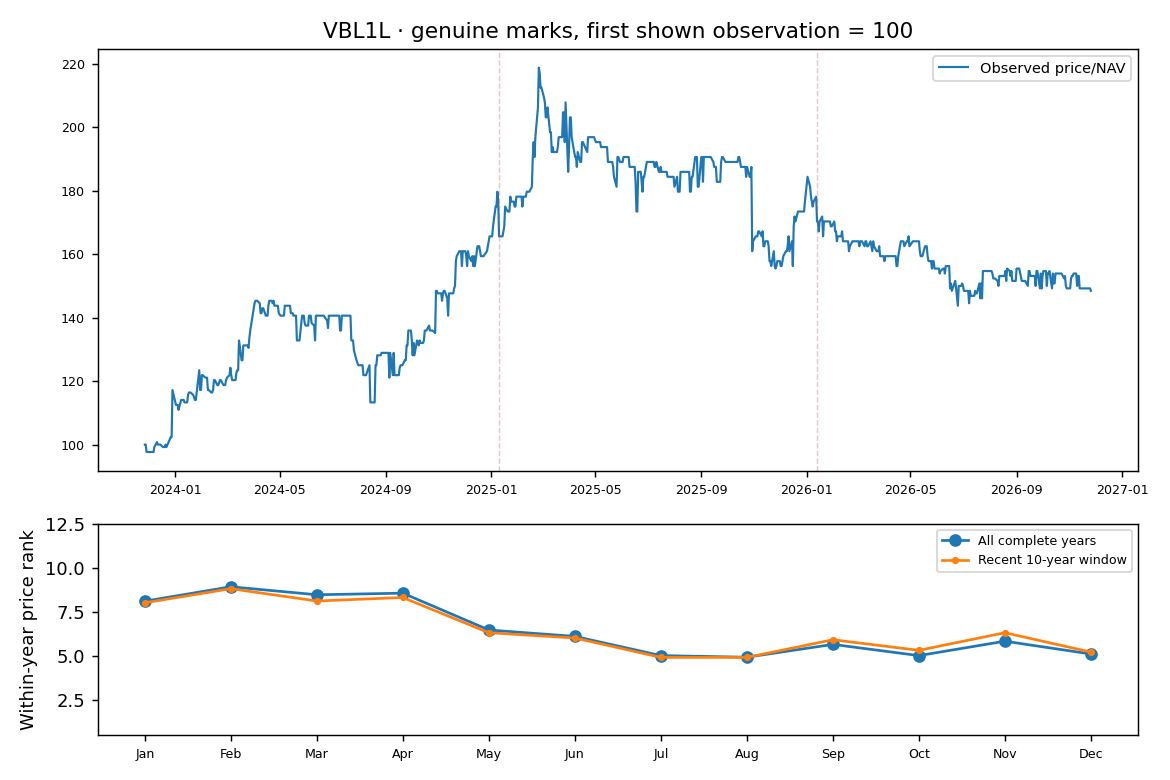 VBL1L · genuine marks, first shown observation = 100
Observed price/NAV
220
200
180
160
140
120
100
2024-01 2024-05 2024-09 2025-01 2025-05 2025-09 2026-01 2026-05 2026-09 2027-01
Within-year price rank
12.5
10.0
7.5
5.0
2.5
All complete years
Recent 10-year window
Jan Feb Mar Apr May Jun Jul Aug Sep Oct Nov Dec